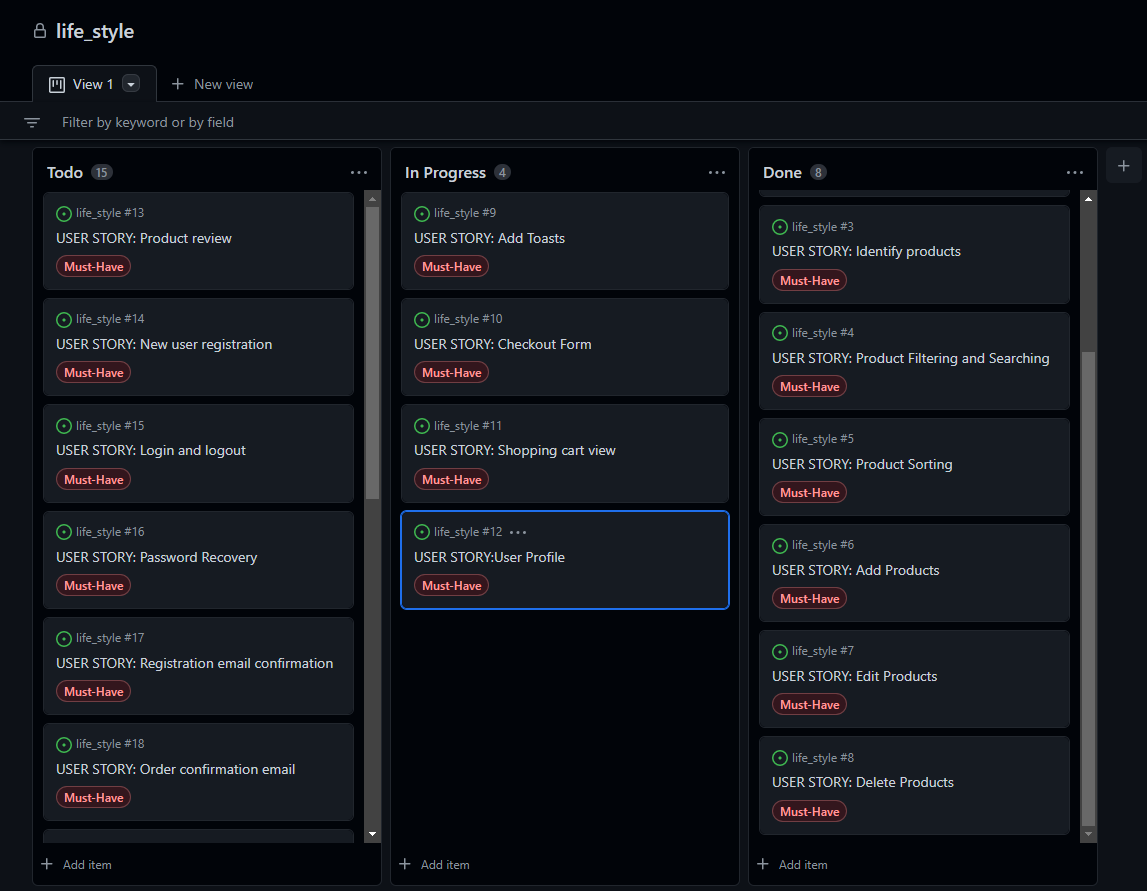 life_style
View 1
New view
Filter by keyword or by field
Todo 15
life_style #13
USER STORY: Product review
Must-Have
life_style #14
USER STORY: New user registration
Must-Have
life_style #15
USER STORY: Login and logout
Must-Have
life_style #16
USER STORY: Password Recovery
Must-Have
life_style #17
USER STORY: Registration email confirmation
Must-Have
life_style #18
USER STORY: Order confirmation email
Must-Have
Add item
In Progress 4
life_style #9
USER STORY: Add Toasts
Must-Have
life_style #10
USER STORY: Checkout Form
Must-Have
life_style #11
USER STORY: Shopping cart view
Must-Have
life_style #12
USER STORY:User Profile
Must-Have
Add item
Done 8
life_style #3
USER STORY: Identify products
Must-Have
life_style #4
USER STORY: Product Filtering and Searching
Must-Have
life_style #5
USER STORY: Product Sorting
Must-Have
life_style #6
USER STORY: Add Products
Must-Have
life_style #7
USER STORY: Edit Products
Must-Have
life_style #8
USER STORY: Delete Products
Must-Have
Add item